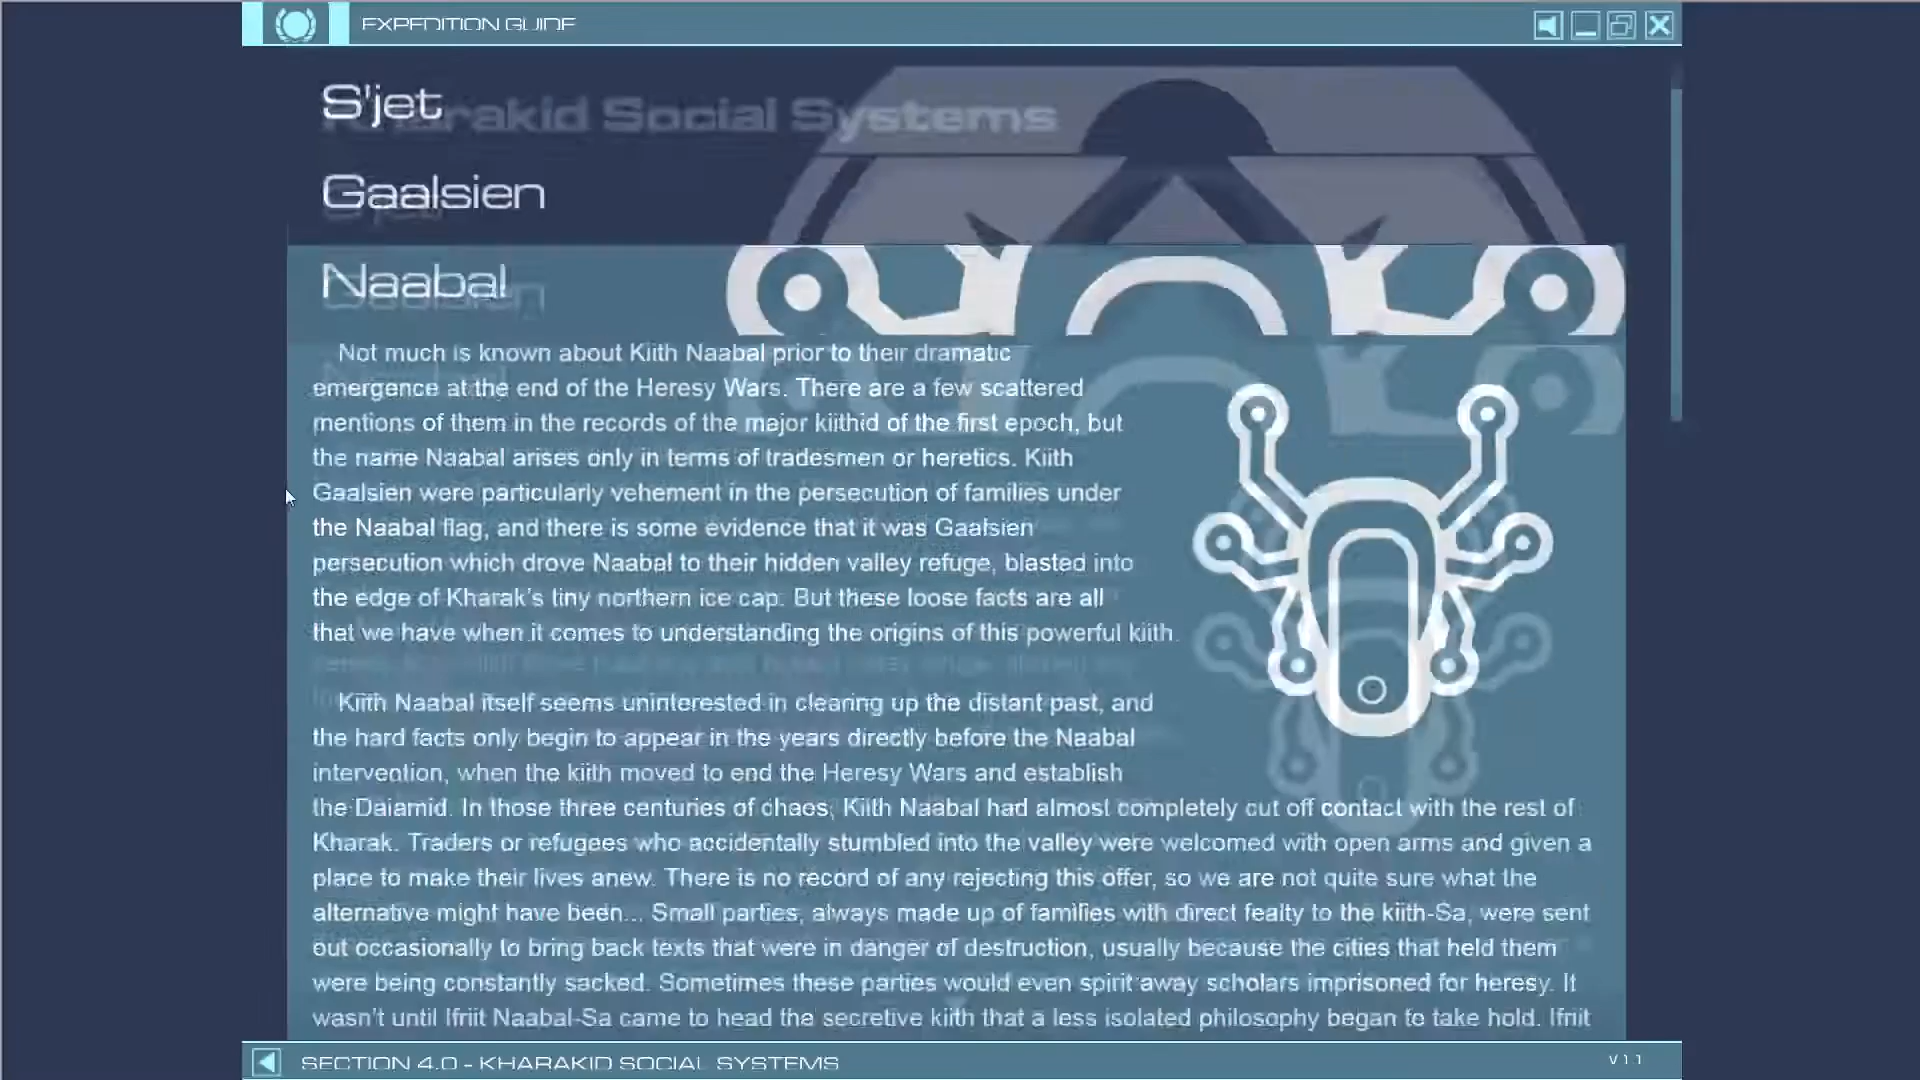 EXPEDITION GUIDE
S'jet
Kharakid Social Systems
Gaalsien
Naabal
Not much is known about Kiith Naabal prior to their dramatic
emergence at the end of the Heresy Wars. There are a few scattered
mentions of them in the records of the major kiithid of the first epoch, but
the name Naabal arises only in terms of tradesmen or heretics. Kiith
Gaalsien were particularly vehement in the persecution of families under
the Naabal flag, and there is some evidence that it was Gaalsien
persecution which drove Naabal to their hidden valley refuge, blasted into
the edge of Kharak's tiny northern ice cap. But these loose facts are all
that we have when it comes to understanding the origins of this powerful kiith.
Kiith Naabal itself seems uninterested in clearing up the distant past, and
the hard facts only begin to appear in the years directly before the Naabal
intervention, when the kiith moved to end the Heresy Wars and establish
the Daiamid. In those three centuries of chaos, Kiith Naabal had almost completely cut off contact with the rest of
Kharak. Traders or refugees who accidentally stumbled into the valley were welcomed with open arms and given a
place to make their lives anew. There is no record of any rejecting this offer, so we are not quite sure what the
alternative might have been... Small parties, always made up of families with direct fealty to the kiith-Sa, were sent
out occasionally to bring back texts that were in danger of destruction, usually because the cities that held them
were being constantly sacked. Sometimes these parties would even spirit away scholars imprisoned for heresy. It
wasn't until Ifriit Naabal-Sa came to head the secretive kiith that a less isolated philosophy began to take hold. Ifriit
SECTION 4.0 - KHARAKID SOCIAL SYSTEMS
V 1.1